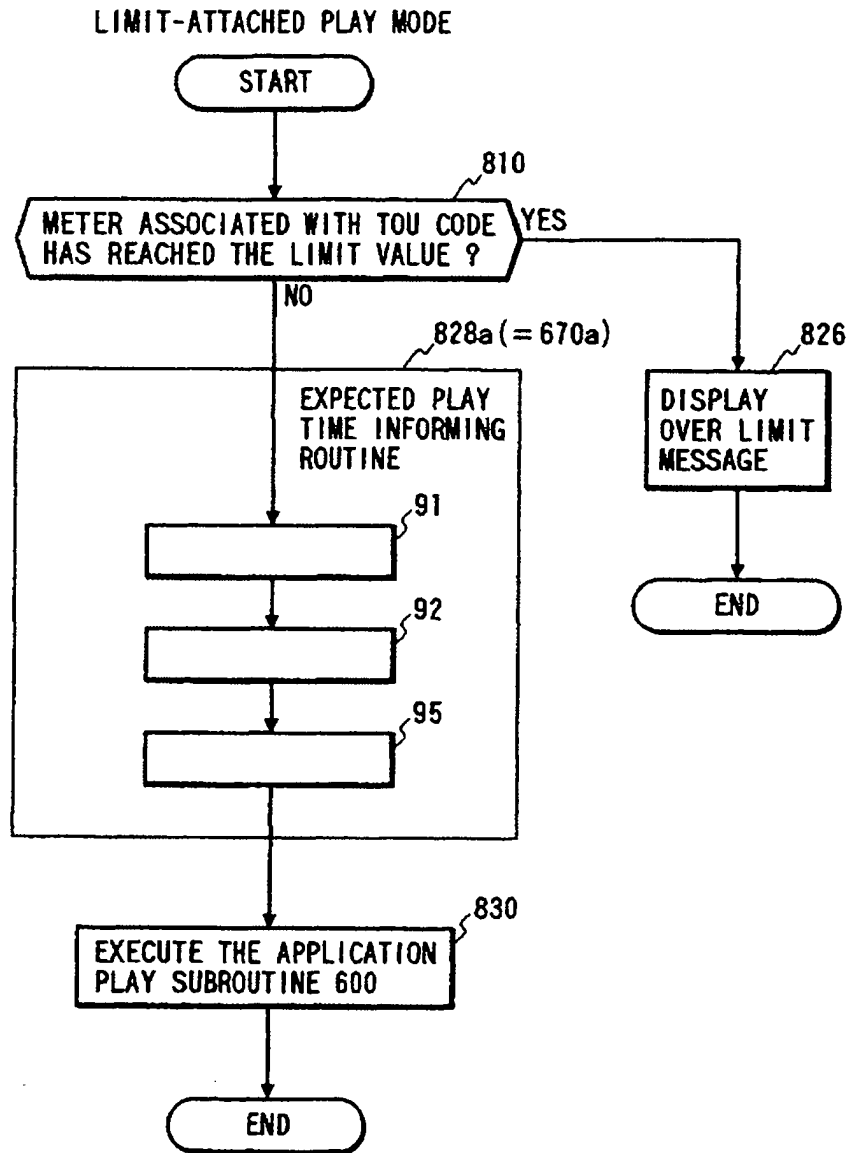 LIMIT-ATTACHED PLAY MODE
START
810
METER ASSOCIATED WITH TOU CODE
HAS REACHED THE LIMIT VALUE ?
YES
NO
828a(=670a)
826
EXPECTED PLAY
TIME INFORMING
ROUTINE
DISPLAY
OVER LIMIT
MESSAGE
91
92
END
95
830
EXECUTE THE APPLICATION
PLAY SUBROUTINE 600
END